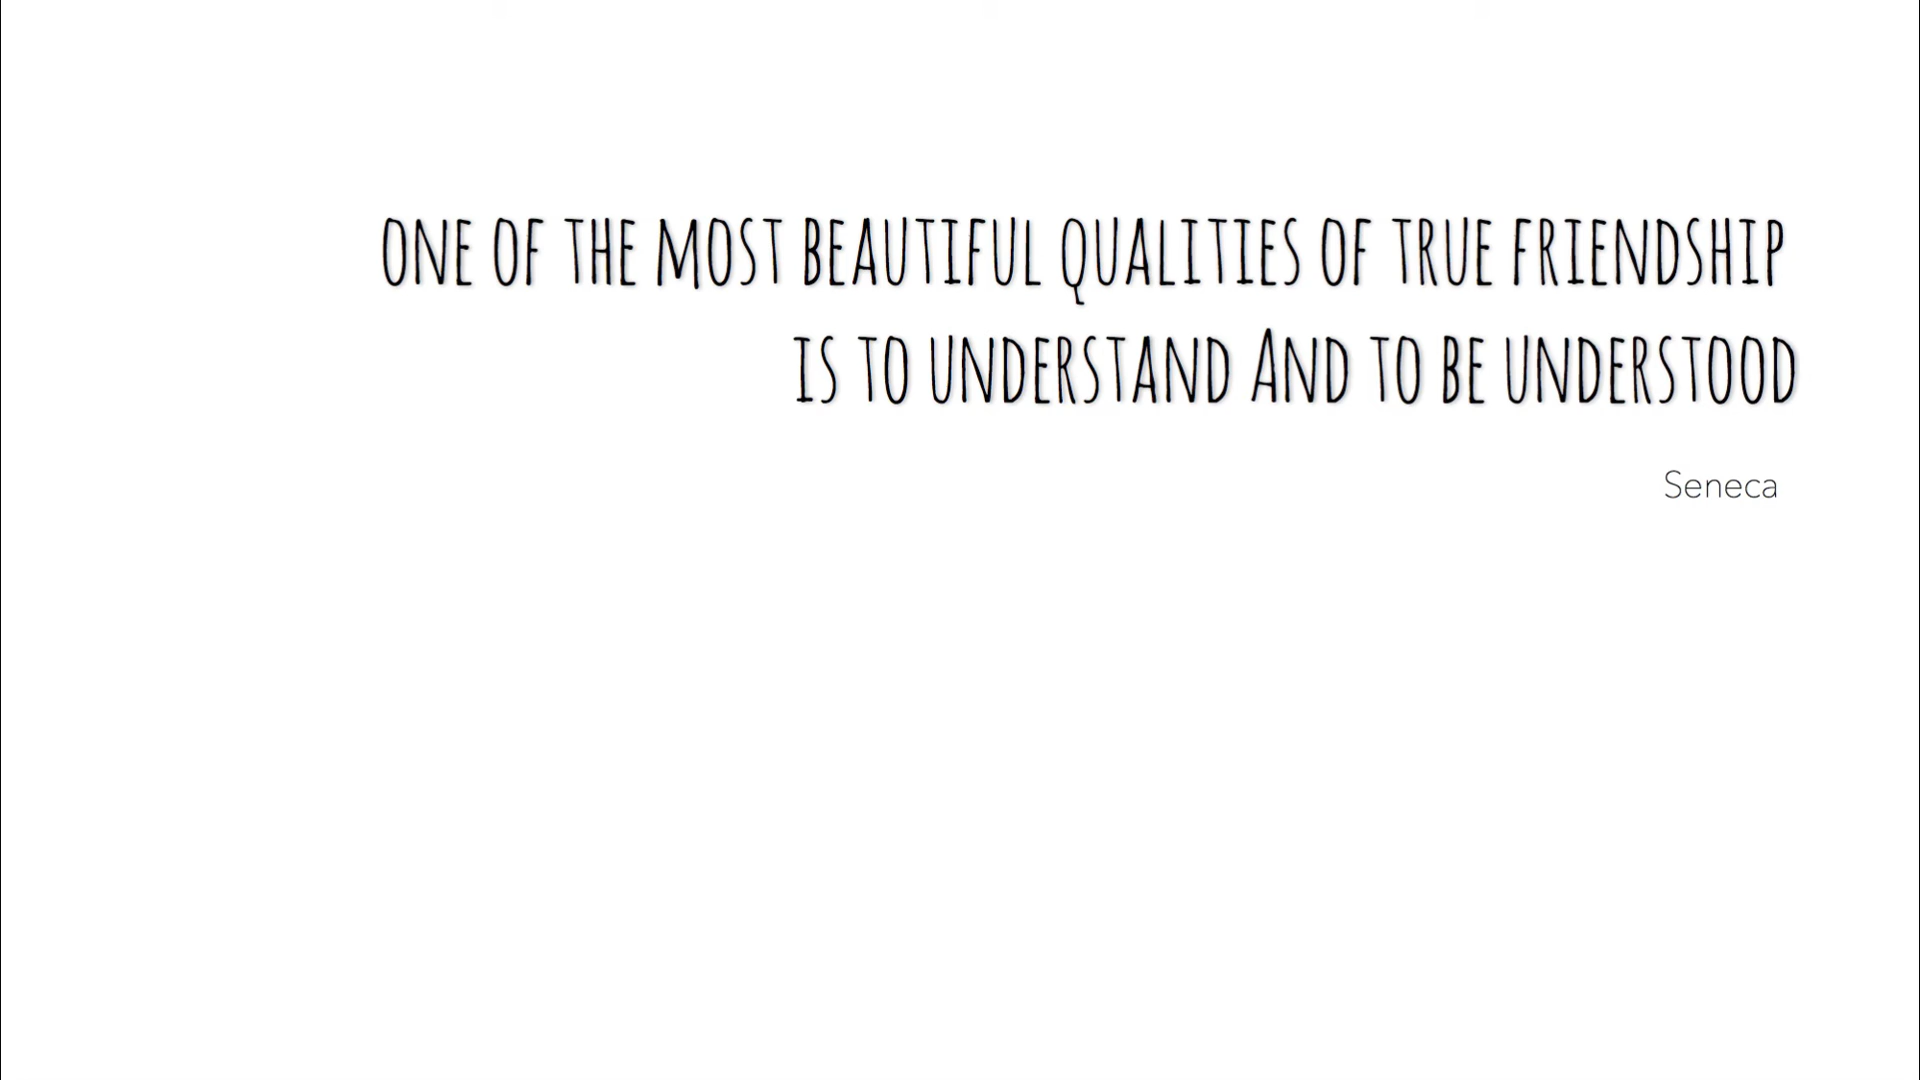 ONE OF THE MOST BEAUTIFUL QUALITIES OF TRUE FRIENDSHIP
IS TO UNDERSTAND AND TO BE UNDERSTOOD
Seneca